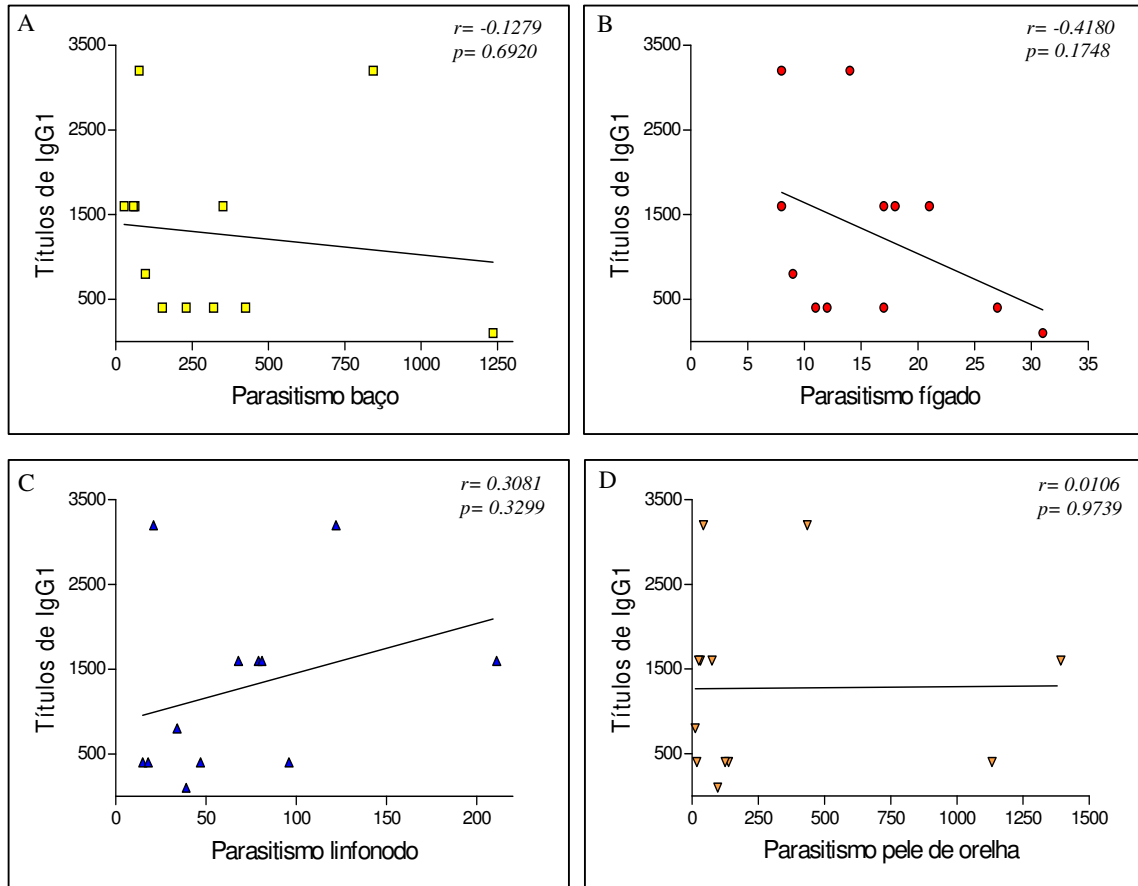 A
r= -0.1279
p= 0.6920
3500
2500
1500
500
Títulos de IgG1
0 250 500 750 1000 1250
Parasitismo baço
B
r= -0.4180
p= 0.1748
3500
2500
1500
500
Títulos de IgG1
0 5 10 15 20 25 30 35
Parasitismo fígado
C
r= 0.3081
p= 0.3299
3500
2500
1500
500
Títulos de IgG1
0 50 100 150 200
Parasitismo linfonodo
D
r= 0.0106
p= 0.9739
3500
2500
1500
500
Títulos de IgG1
0 250 500 750 1000 1250 1500
Parasitismo pele de orelha